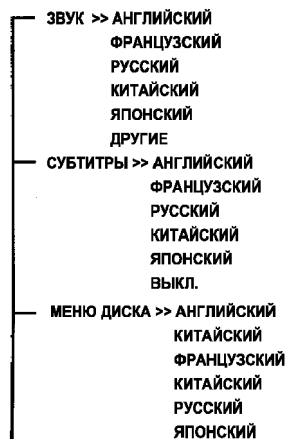 ЗВУК >> АНГЛИЙСКИЙ
ФРАНЦУЗСКИЙ
РУССКИЙ
КИТАЙСКИЙ
ЯПОНСКИЙ
ДРУГИЕ
СУБТИТРЫ >> АНГЛИЙСКИЙ
ФРАНЦУЗСКИЙ
РУССКИЙ
КИТАЙСКИЙ
ЯПОНСКИЙ
ВЫКЛ.
МЕНЮ ДИСКА >> АНГЛИЙСКИЙ
КИТАЙСКИЙ
ФРАНЦУЗСКИЙ
КИТАЙСКИЙ
РУССКИЙ
ЯПОНСКИЙ